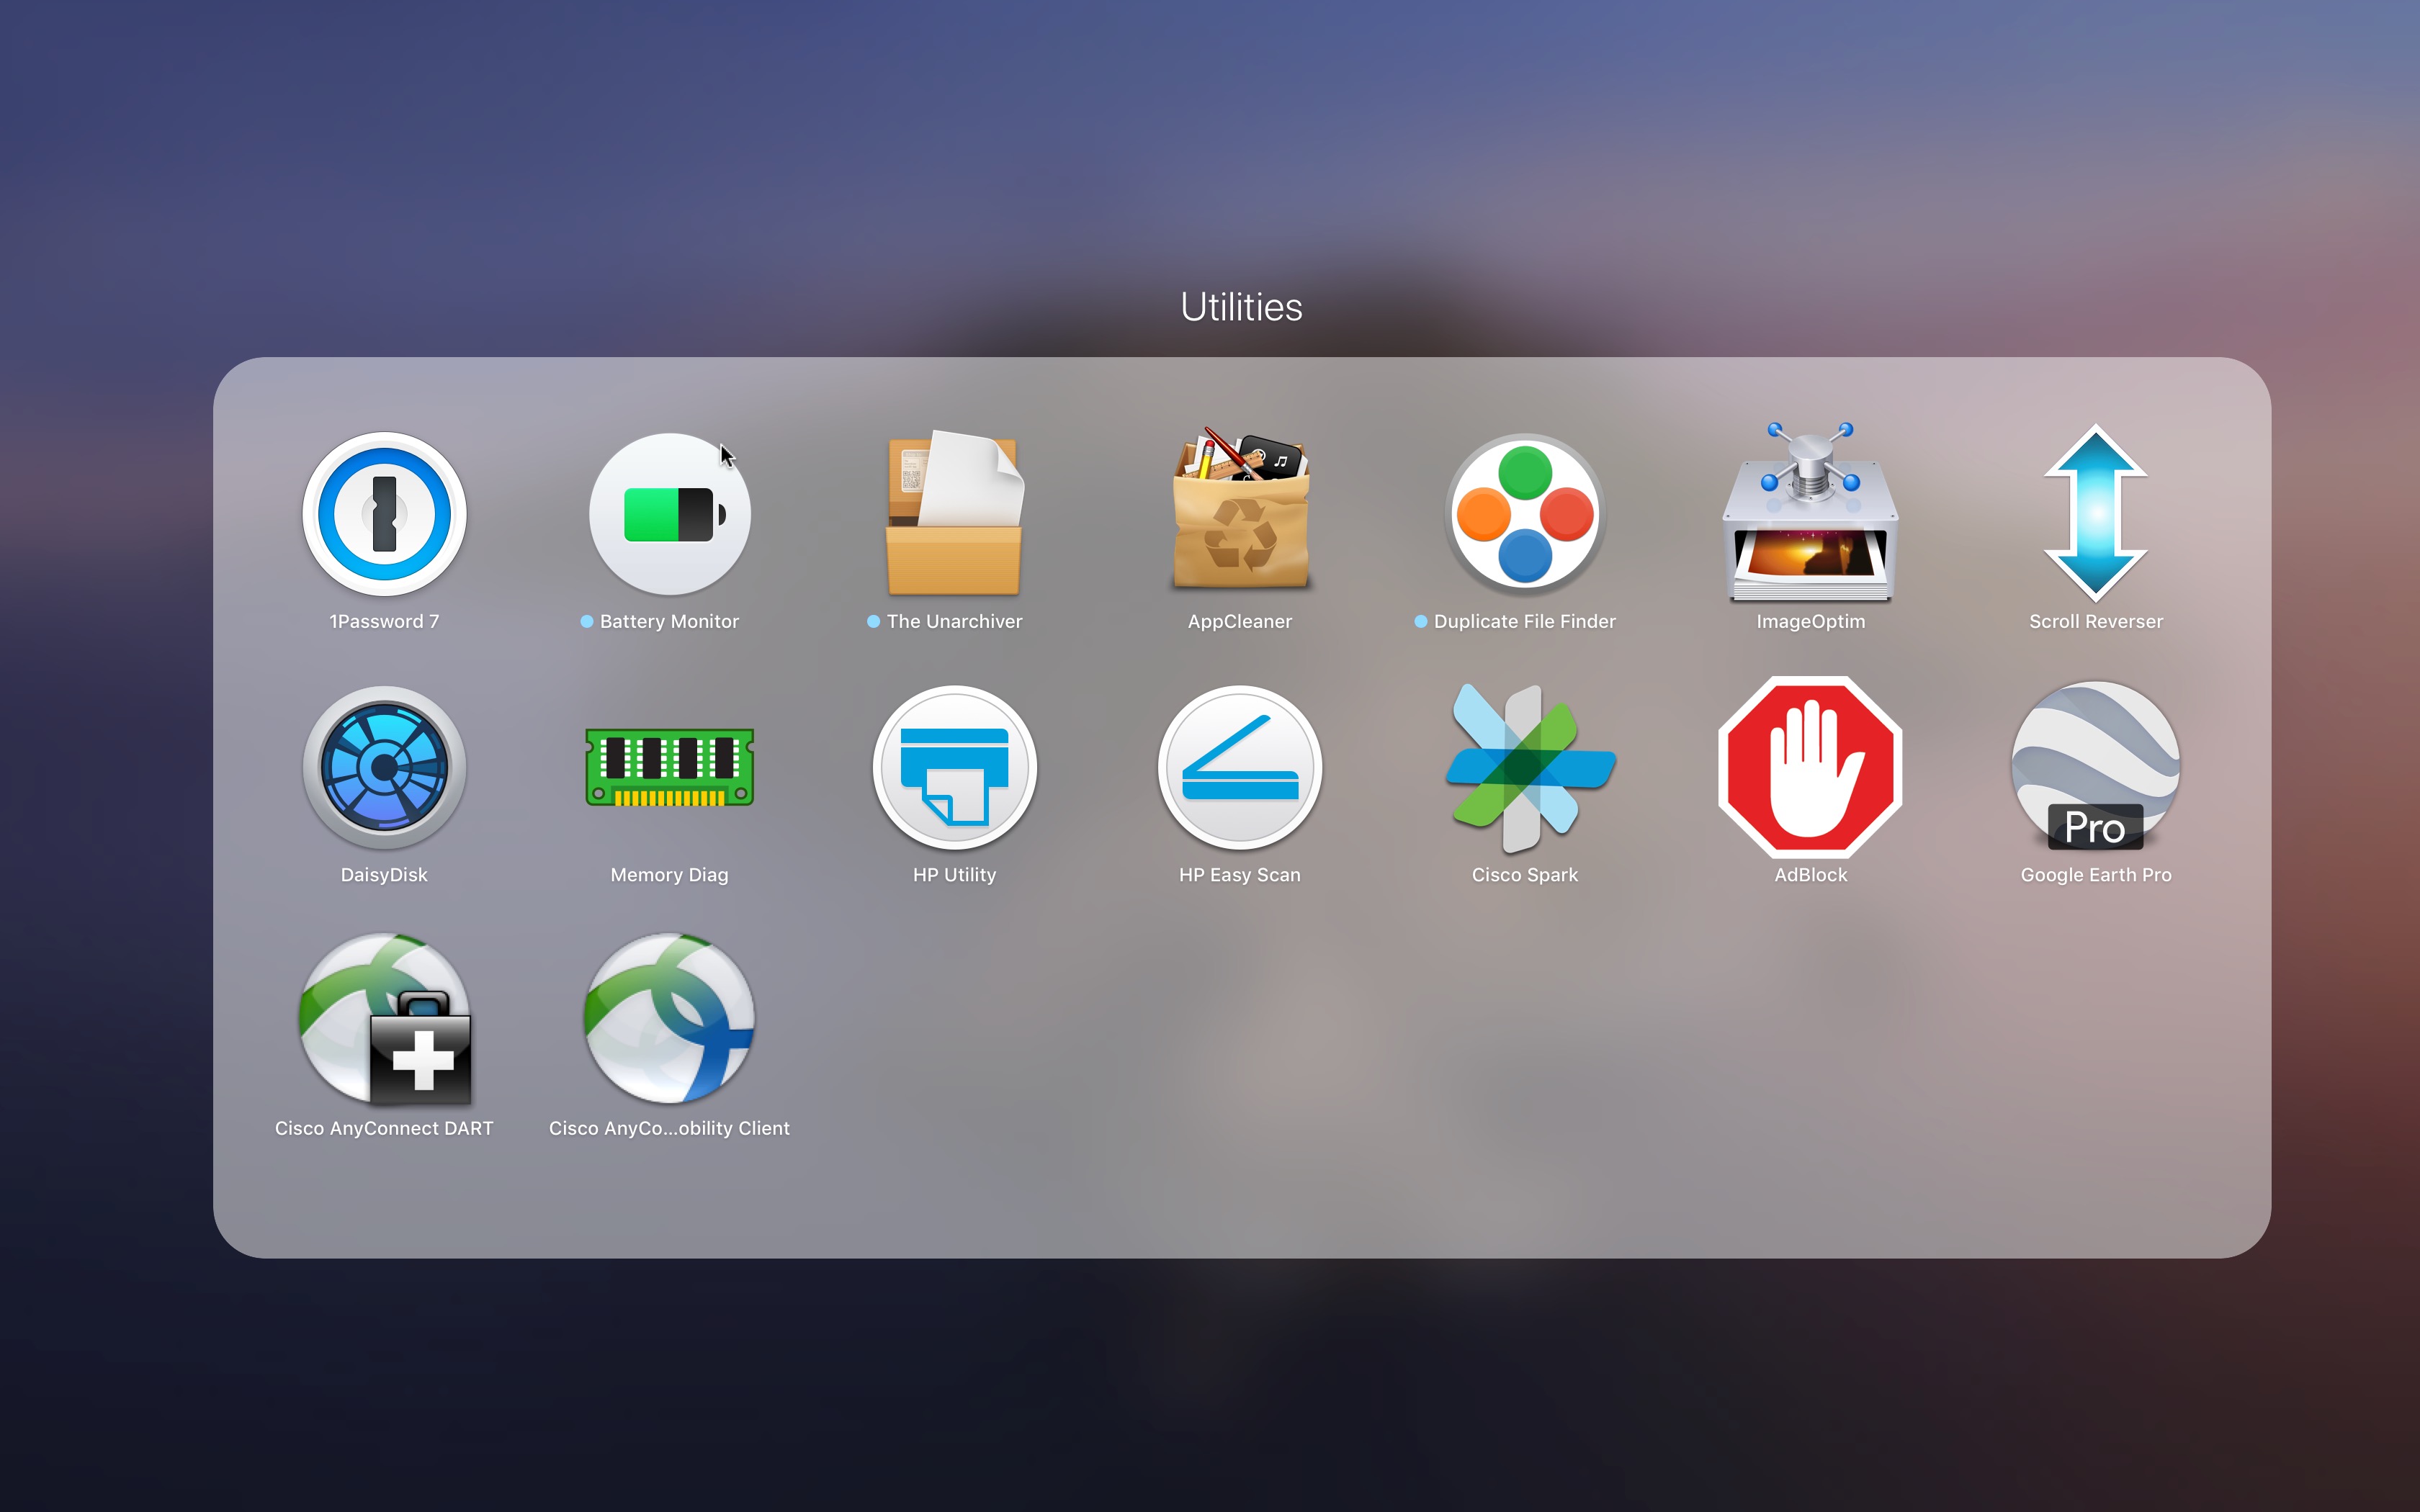 Utilities
1Password 7
Battery Monitor
The Unarchiver
AppCleaner
Duplicate File Finder
ImageOptim
Scroll Reverser
DaisyDisk
Memory Diag
HP Utility
HP Easy Scan
Cisco Spark
AdBlock
Pro
Google Earth Pro
Cisco AnyConnect DART
Cisco AnyCo...obility Client